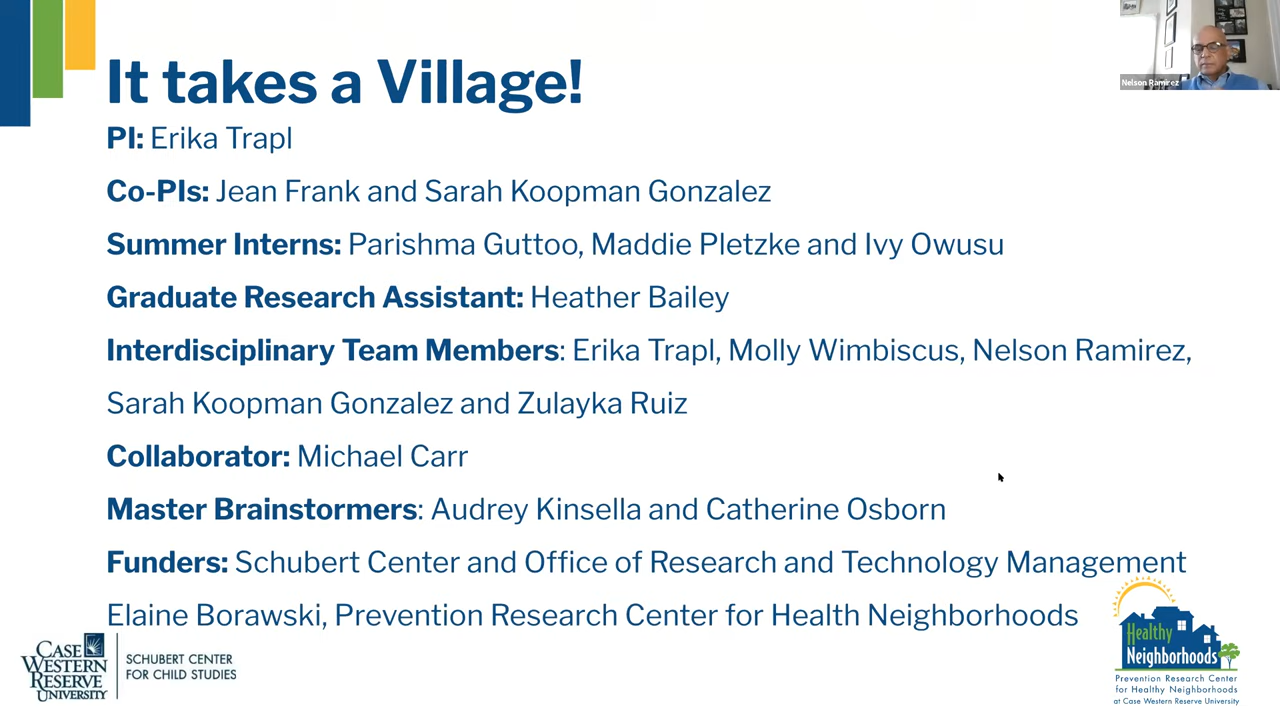 It takes a Village!
PI: Erika Trapl
Co-PIs: Jean Frank and Sarah Koopman Gonzalez
Summer Interns: Parishma Guttoo, Maddie Pletzke and Ivy Owusu
Graduate Research Assistant: Heather Bailey
Interdisciplinary Team Members: Erika Trapl, Molly Wimbiscus, Nelson Ramirez,
Sarah Koopman Gonzalez and Zulayka Ruiz
Collaborator: Michael Carr
Master Brainstormers: Audrey Kinsella and Catherine Osborn
Funders: Schubert Center and Office of Research and Technology Management
Elaine Borawski, Prevention Research Center for Health Neighborhoods
Nelson Ramirez
CASE
WESTERN
RESERVE
UNIVERSITY
SCHUBERT CENTER
FOR CHILD STUDIES
Healthy
Neighborhoods
Prevention Research Center
for Healthy Neighborhoods
at Case Western Reserve University